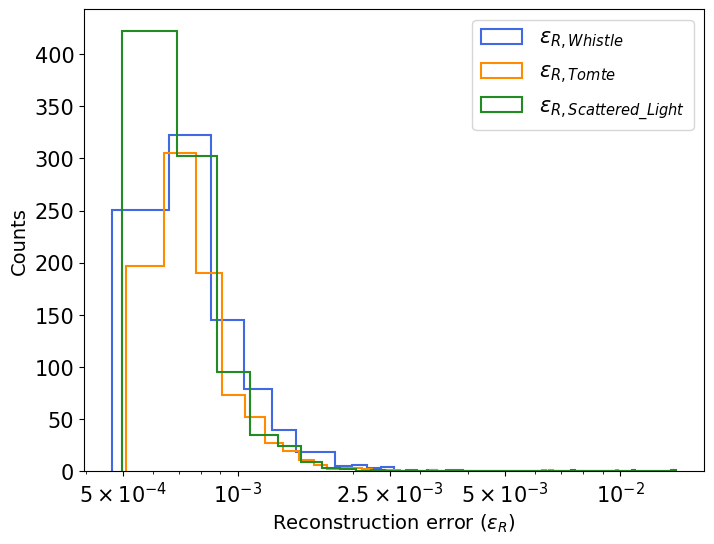 400
350
300
250
200
150
100
50
0
Counts
ε_{R, Whistle}
ε_{R, Tomte}
ε_{R, Scattered_Light}
5 × 10⁻⁴
10⁻³
2.5 × 10⁻³
5 × 10⁻³
10⁻²
Reconstruction error (ε_R)